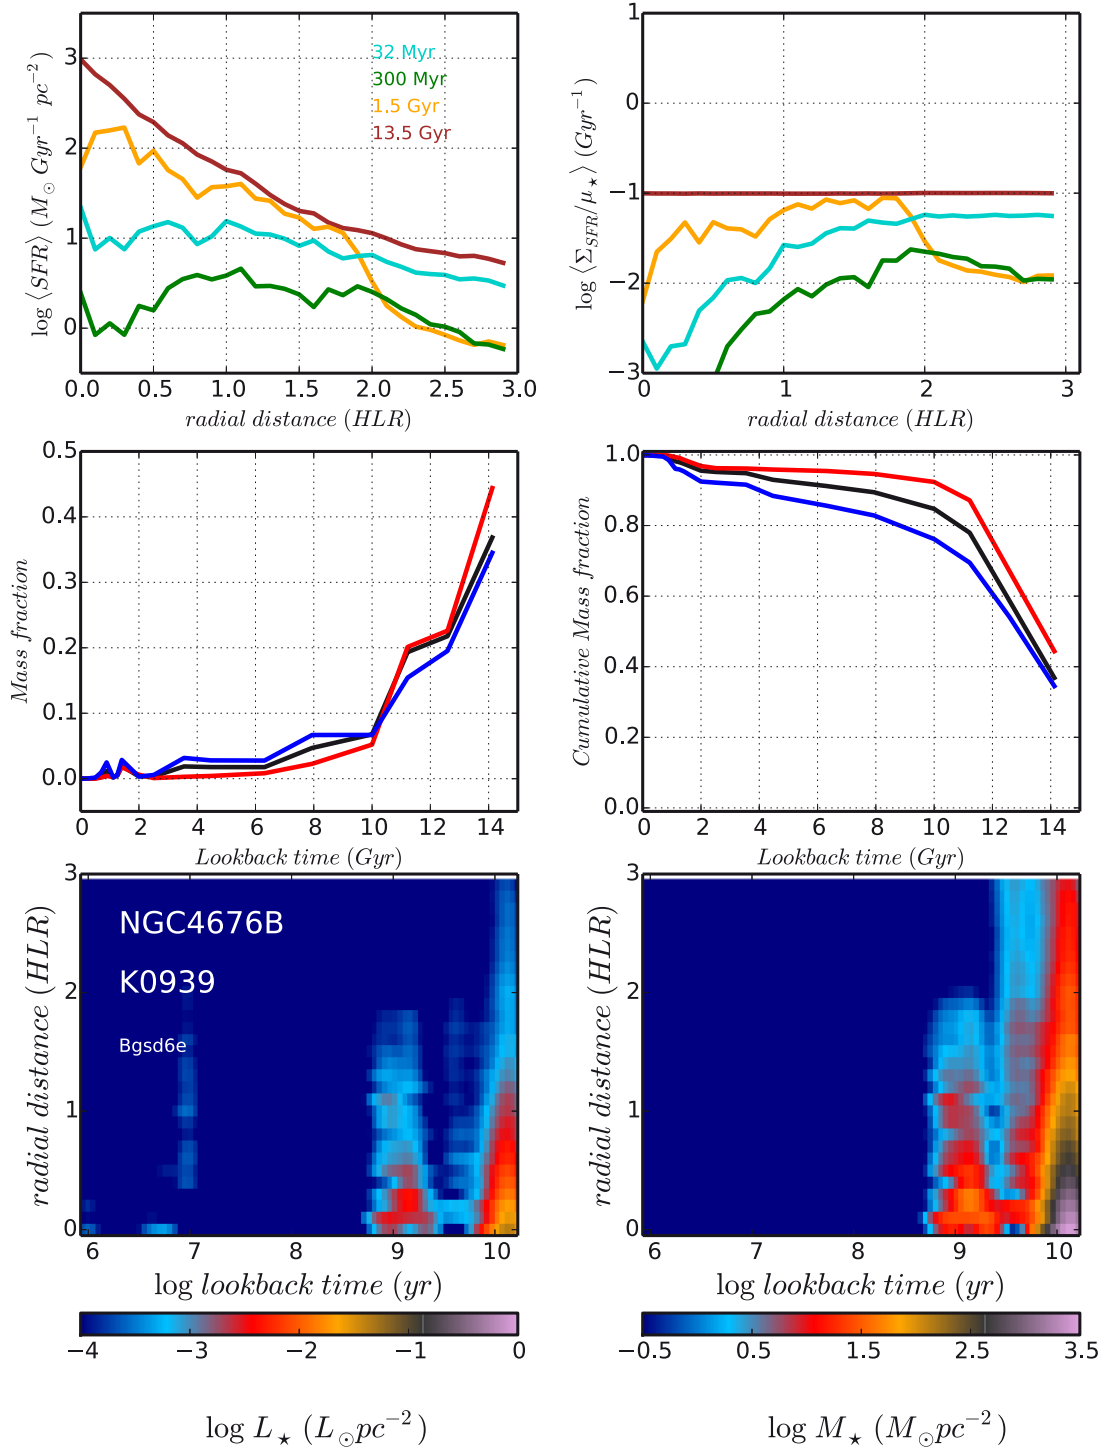 3
2
1
0
log ⟨SFR⟩ (M⊙ Gyr⁻¹ pc⁻²)
32 Myr
300 Myr
1.5 Gyr
13.5 Gyr
0.0 0.5 1.0 1.5 2.0 2.5 3.0
radial distance (HLR)
1
0
−1
−2
−3
log ⟨Σ_SFR/μ⋆⟩ (Gyr⁻¹)
0 1 2 3
radial distance (HLR)
0.5
0.4
0.3
0.2
0.1
0.0
Mass fraction
0 2 4 6 8 10 12 14
Lookback time (Gyr)
1.0
0.8
0.6
0.4
0.2
0.0
Cumulative Mass fraction
0 2 4 6 8 10 12 14
Lookback time (Gyr)
3
2
1
0
radial distance (HLR)
NGC4676B
K0939
Bgsd6e
6 7 8 9 10
log lookback time (yr)
−4 −3 −2 −1 0
log L⋆ (L⊙pc⁻²)
3
2
1
0
radial distance (HLR)
6 7 8 9 10
log lookback time (yr)
−0.5 0.5 1.5 2.5 3.5
log M⋆ (M⊙pc⁻²)